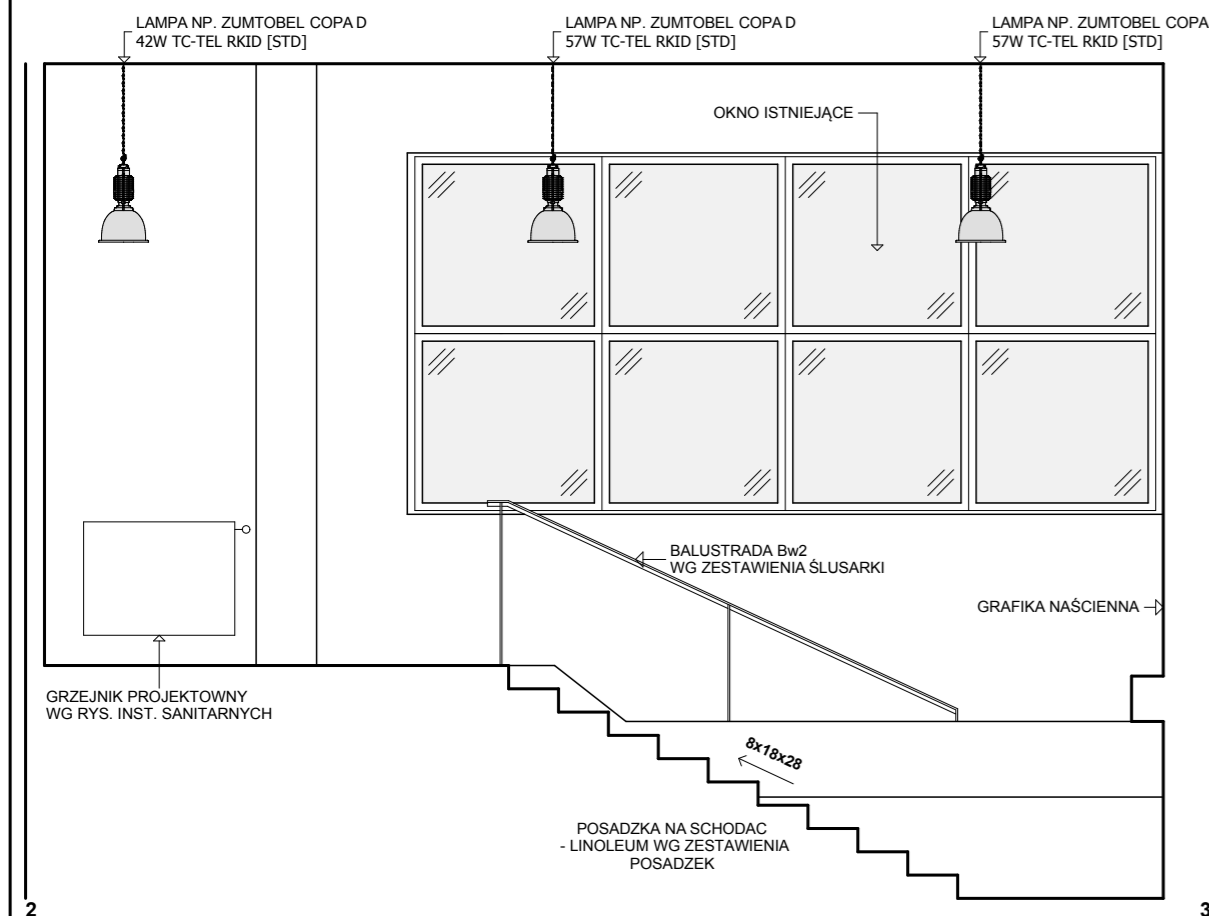 LAMPA NP. ZUMTOBEL COPA D
42W TC-TEL RKID [STD]
LAMPA NP. ZUMTOBEL COPA D
57W TC-TEL RKID [STD]
LAMPA NP. ZUMTOBEL COPA
57W TC-TEL RKID [STD]
OKNO ISTNIEJĄCE
BALUSTRADA Bw2
WG ZESTAWIENIA ŚLUSARKI
GRAFIKA NAŚCIENNA
GRZEJNIK PROJEKTOWNY
WG RYS. INST. SANITARNYCH
8x18x28
POSADZKA NA SCHODAC
- LINOLEUM WG ZESTAWIENIA
POSADZEK
2
3